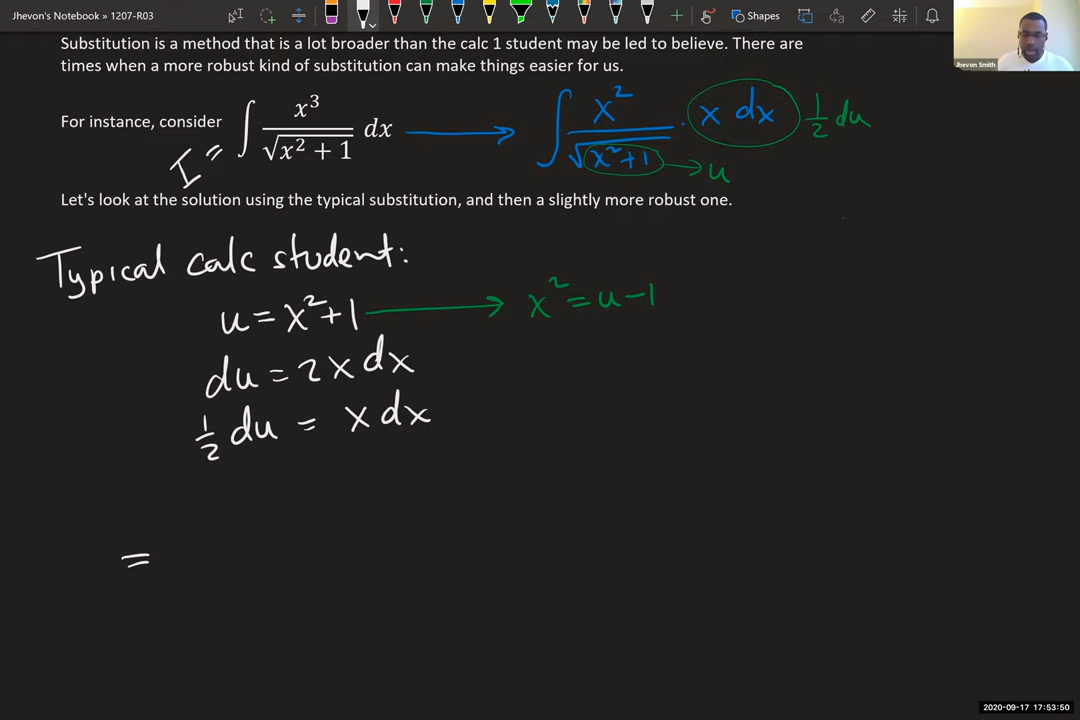 Jhevon's Notebook » 1207-R03
Shapes
Substitution is a method that is a lot broader than the calc 1 student may be led to believe. There are
times when a more robust kind of substitution can make things easier for us.
Jhevon Smith
For instance, consider ∫ x³/√(x² + 1) dx → ∫ x²/√(x²+1) · x dx ½ du
I =
→ u
Let's look at the solution using the typical substitution, and then a slightly more robust one.
Typical calc student:
u = x²+1 → x² = u − 1
du = 2x dx
½ du = x dx
=
2020-09-17 17:53:50